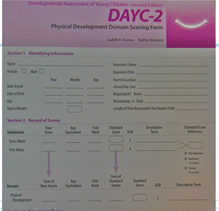 Developmental Assessment of Young Children–Second Edition
DAYC-2
Physical Development Domain Scoring Form
Judith K. Voress Taddy Maddox
Section 1. Identifying Information
Name
Female Male
Year Month Day
Date Tested
Date of Birth
Age
Age in Months
Examiner's Name
Examiner's Title
Parent/Guardian
School/Day Care
Respondent's Name
Relationship to Child
Length of Time Respondent Has Known Child
Section 2. Record of Scores
Subdomain Raw Score Age Equivalent %ile Rank Standard Score SEM Descriptive Term Standard Score Difference
Gross Motor
Fine Motor
Domain Sum of Raw Scores Age Equivalent %ile Rank Sum of Standard Scores Standard Score SEM Descriptive Term
Physical Development